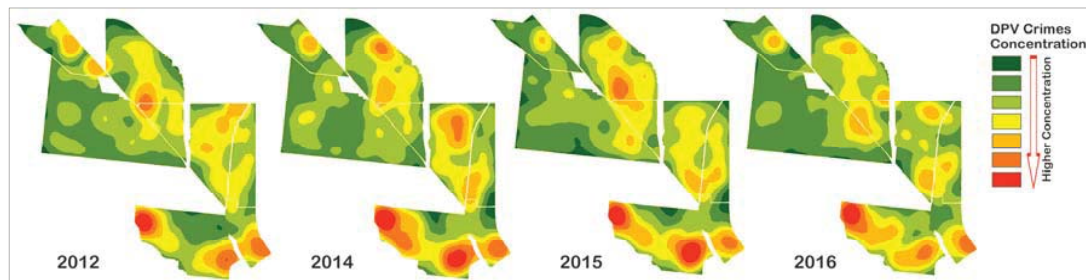 DPV Crimes
Concentration
Higher Concentration
2012
2014
2015
2016